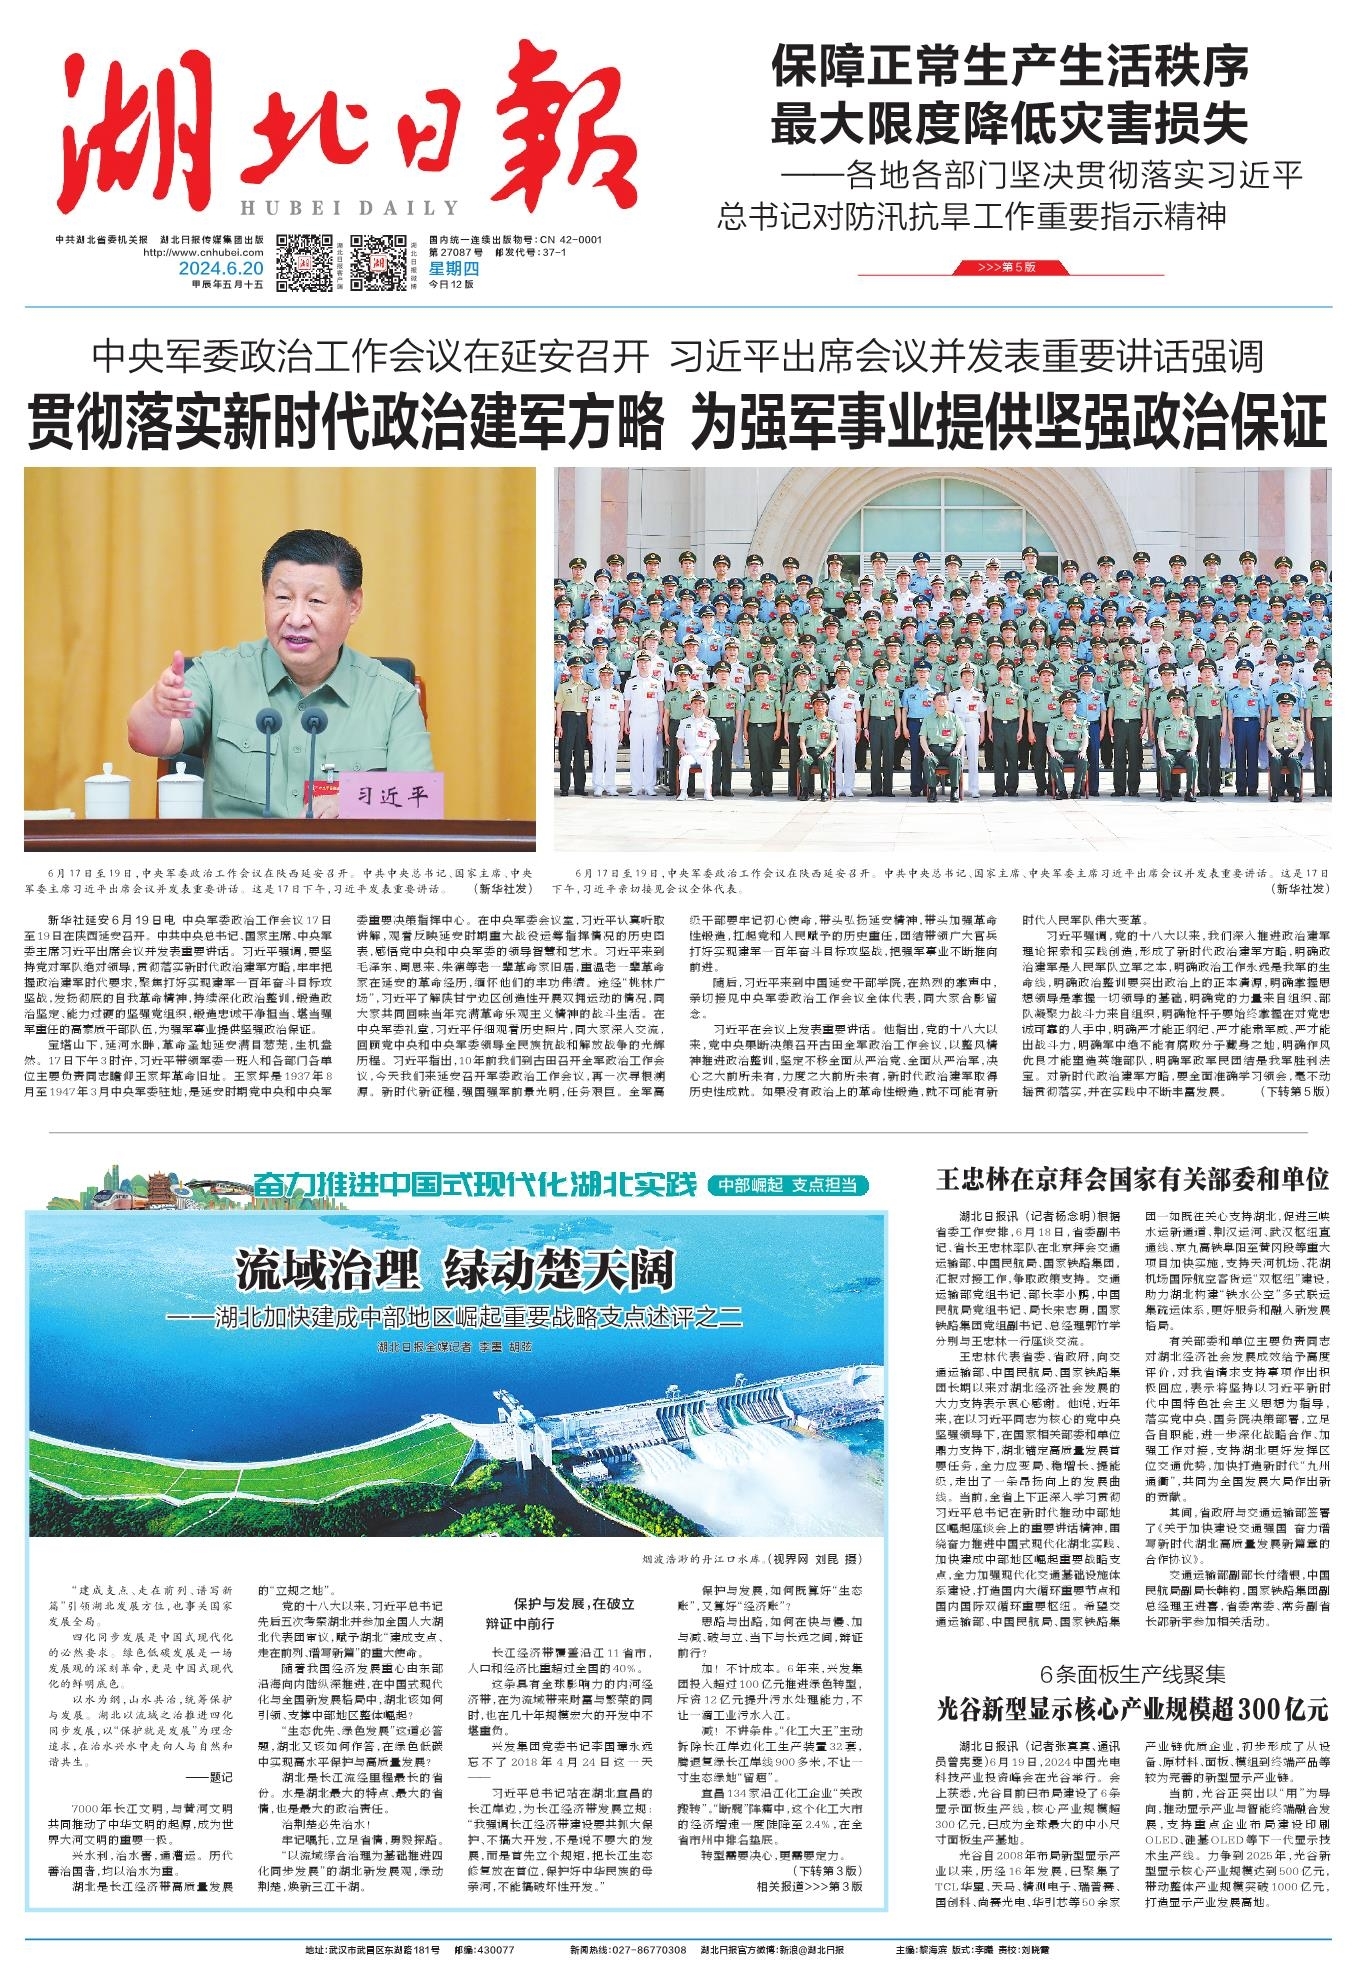 湖北日報
HUBEI DAILY
中共湖北省委机关报 湖北日报传媒集团出版
http://www.cnhubei.com
2024.6.20
甲辰年五月十五
湖北日报客户端
湖北日报微博
国内统一连续出版物号:CN 42-0001
第27087号 邮发代号:37-1
星期四
今日12版
保障正常生产生活秩序
最大限度降低灾害损失
——各地各部门坚决贯彻落实习近平
总书记对防汛抗旱工作重要指示精神
>>>第5版
中央军委政治工作会议在延安召开 习近平出席会议并发表重要讲话强调
贯彻落实新时代政治建军方略 为强军事业提供坚强政治保证
习近平
6月17日至19日,中央军委政治工作会议在陕西延安召开。中共中央总书记、国家主席、中央
军委主席习近平出席会议并发表重要讲话。这是17日下午,习近平发表重要讲话。 (新华社发)
6月17日至19日,中央军委政治工作会议在陕西延安召开。中共中央总书记、国家主席、中央军委主席习近平出席会议并发表重要讲话。这是17日
下午,习近平亲切接见会议全体代表。 (新华社发)
新华社延安6月19日电 中央军委政治工作会议17日
至19日在陕西延安召开。中共中央总书记、国家主席、中央军
委主席习近平出席会议并发表重要讲话。习近平强调,要坚
持党对军队绝对领导,贯彻落实新时代政治建军方略,牢牢把
握政治建军时代要求,聚焦打好实现建军一百年奋斗目标攻
坚战,发扬彻底的自我革命精神,持续深化政治整训,锻造政
治坚定、能力过硬的坚强党组织,锻造忠诚干净担当、堪当强
军重任的高素质干部队伍,为强军事业提供坚强政治保证。
宝塔山下,延河水畔,革命圣地延安满目葱茏,生机盎
然。17日下午3时许,习近平带领军委一班人和各部门各单
位主要负责同志瞻仰王家坪革命旧址。王家坪是1937年8
月至1947年3月中央军委驻地,是延安时期党中央和中央军
委重要决策指挥中心。在中央军委会议室,习近平认真听取
讲解,观看反映延安时期重大战役运筹指挥情况的历史图
表,感悟党中央和中央军委的领导智慧和艺术。习近平来到
毛泽东、周恩来、朱德等老一辈革命家旧居,重温老一辈革命
家在延安的革命经历,缅怀他们的丰功伟绩。途经“桃林广
场”,习近平了解陕甘宁边区创造性开展双拥运动的情况,同
大家共同回味当年充满革命乐观主义精神的战斗生活。在
中央军委礼堂,习近平仔细观看历史照片,同大家深入交流,
回顾党中央和中央军委领导全民族抗战和解放战争的光辉
历程。习近平指出,10年前我们到古田召开全军政治工作会
议,今天我们来延安召开军委政治工作会议,再一次寻根溯
源。新时代新征程,强国强军前景光明,任务艰巨。全军高
级干部要牢记初心使命,带头弘扬延安精神,带头加强革命
性锻造,扛起党和人民赋予的历史重任,团结带领广大官兵
打好实现建军一百年奋斗目标攻坚战,把强军事业不断推向
前进。
随后,习近平来到中国延安干部学院,在热烈的掌声中,
亲切接见中央军委政治工作会议全体代表,同大家合影留
念。
习近平在会议上发表重要讲话。他指出,党的十八大以
来,党中央果断决策召开古田全军政治工作会议,以整风精
神推进政治整训,坚定不移全面从严治党、全面从严治军,决
心之大前所未有,力度之大前所未有,新时代政治建军取得
历史性成就。如果没有政治上的革命性锻造,就不可能有新
时代人民军队伟大变革。
习近平强调,党的十八大以来,我们深入推进政治建军
理论探索和实践创造,形成了新时代政治建军方略,明确政
治建军是人民军队立军之本,明确政治工作永远是我军的生
命线,明确政治整训要突出政治上的正本清源,明确掌握思
想领导是掌握一切领导的基础,明确党的力量来自组织、部
队凝聚力战斗力来自组织,明确枪杆子要始终掌握在对党忠
诚可靠的人手中,明确严才能正纲纪、严才能肃军威、严才能
出战斗力,明确军中绝不能有腐败分子藏身之地,明确作风
优良才能塑造英雄部队,明确军政军民团结是我军胜利法
宝。对新时代政治建军方略,要全面准确学习领会,毫不动
摇贯彻落实,并在实践中不断丰富发展。 (下转第5版)
奋力推进中国式现代化湖北实践 中部崛起 支点担当
流域治理 绿动楚天阔
——湖北加快建成中部地区崛起重要战略支点述评之二
湖北日报全媒记者 李墨 胡弦
烟波浩渺的丹江口水库。(视界网 刘昆 摄)
“建成支点、走在前列、谱写新
篇”引领湖北发展方位,也事关国家
发展全局。
四化同步发展是中国式现代化
的必然要求。绿色低碳发展是一场
发展观的深刻革命,更是中国式现代
化的鲜明底色。
以水为纲,山水共治,统筹保护
与发展。湖北以流域之治推进四化
同步发展,以“保护就是发展”为理念
追求,在治水兴水中走向人与自然和
谐共生。
——题记
7000年长江文明,与黄河文明
共同推动了中华文明的起源,成为世
界大河文明的重要一极。
兴水利,治水害,通漕运。历代
善治国者,均以治水为重。
湖北是长江经济带高质量发展
的“立规之地”。
党的十八大以来,习近平总书记
先后五次考察湖北并参加全国人大湖
北代表团审议,赋予湖北“建成支点、
走在前列、谱写新篇”的重大使命。
随着我国经济发展重心由东部
沿海向内陆纵深推进,在中国式现代
化与全国新发展格局中,湖北该如何
引领、支撑中部地区整体崛起?
“生态优先、绿色发展”这道必答
题,湖北又该如何作答,在绿色低碳
中实现高水平保护与高质量发展?
湖北是长江流径里程最长的省
份。水是湖北最大的特点、最大的省
情,也是最大的政治责任。
治荆楚必先治水!
牢记嘱托,立足省情,勇毅探路。
“以流域综合治理为基础推进四
化同步发展”的湖北新发展观,绿动
荆楚,焕新三江千湖。
保护与发展,在破立
辩证中前行
长江经济带覆盖沿江11省市,
人口和经济比重超过全国的40%。
这条具有全球影响力的内河经
济带,在为流域带来财富与繁荣的同
时,也在几十年规模宏大的开发中不
堪重负。
兴发集团党委书记李国璋永远
忘不了2018年4月24日这一天
——
习近平总书记站在湖北宜昌的
长江岸边,为长江经济带发展立规:
“我强调长江经济带建设要共抓大保
护、不搞大开发,不是说不要大的发
展,而是首先立个规矩,把长江生态
修复放在首位,保护好中华民族的母
亲河,不能搞破坏性开发。”
保护与发展,如何既算好“生态
账”,又算好“经济账”?
思路与出路,如何在快与慢、加
与减、破与立、当下与长远之间,辩证
前行?
加!不计成本。6年来,兴发集
团投入超过100亿元推进绿色转型,
斥资12亿元提升污水处理能力,不
让一滴工业污水入江。
减!不讲条件。“化工大王”主动
拆除长江岸边化工生产装置32套,
腾退复绿长江岸线900多米,不让一
寸生态绿地“留疤”。
宜昌134家沿江化工企业“关改
搬转”。“断腕”阵痛中,这个化工大市
的经济增速一度陡降至2.4%,在全
省市州中排名垫底。
转型需要决心,更需要定力。
(下转第3版)
相关报道>>>第3版
王忠林在京拜会国家有关部委和单位
湖北日报讯(记者杨念明)根据
省委工作安排,6月18日,省委副书
记、省长王忠林率队在北京拜会交通
运输部、中国民航局、国家铁路集团,
汇报对接工作,争取政策支持。交通
运输部党组书记、部长李小鹏,中国
民航局党组书记、局长宋志勇,国家
铁路集团党组副书记、总经理郭竹学
分别与王忠林一行座谈交流。
王忠林代表省委、省政府,向交
通运输部、中国民航局、国家铁路集
团长期以来对湖北经济社会发展的
大力支持表示衷心感谢。他说,近年
来,在以习近平同志为核心的党中央
坚强领导下,在国家相关部委和单位
鼎力支持下,湖北锚定高质量发展首
要任务,全力应变局、稳增长、提能
级,走出了一条昂扬向上的发展曲
线。当前,全省上下正深入学习贯彻
习近平总书记在新时代推动中部地
区崛起座谈会上的重要讲话精神,围
绕奋力推进中国式现代化湖北实践、
加快建成中部地区崛起重要战略支
点,全力加强现代化交通基础设施体
系建设,打造国内大循环重要节点和
国内国际双循环重要枢纽。希望交
通运输部、中国民航局、国家铁路集
团一如既往关心支持湖北,促进三峡
水运新通道、荆汉运河、武汉枢纽直
通线、京九高铁阜阳至黄冈段等重大
项目加快实施,支持天河机场、花湖
机场国际航空客货运“双枢纽”建设,
助力湖北构建“铁水公空”多式联运
集疏运体系,更好服务和融入新发展
格局。
有关部委和单位主要负责同志
对湖北经济社会发展成效给予高度
评价,对我省请求支持事项作出积
极回应,表示将坚持以习近平新时
代中国特色社会主义思想为指导,
落实党中央、国务院决策部署,立足
各自职能,进一步深化战略合作、加
强工作对接,支持湖北更好发挥区
位交通优势,加快打造新时代“九州
通衢”,共同为全国发展大局作出新
的贡献。
其间,省政府与交通运输部签署
了《关于加快建设交通强国 奋力谱
写新时代湖北高质量发展新篇章的
合作协议》。
交通运输部副部长付绪银,中国
民航局副局长韩钧,国家铁路集团副
总经理王进喜,省委常委、常务副省
长邵新宇参加相关活动。
6条面板生产线聚集
光谷新型显示核心产业规模超300亿元
湖北日报讯(记者张真真、通讯
员曾宪雯)6月19日,2024中国光电
科技产业投资峰会在光谷举行。会
上获悉,光谷目前已布局建设了6条
显示面板生产线,核心产业规模超
300亿元,已成为全球最大的中小尺
寸面板生产基地。
光谷自2008年布局新型显示产
业以来,历经16年发展,已聚集了
TCL华星、天马、精测电子、瑞普赛、
国创科、尚赛光电、华引芯等50余家
产业链优质企业,初步形成了从设
备、原材料、面板、模组到终端产品等
较为完善的新型显示产业链。
当前,光谷正突出以“用”为导
向,推动显示产业与智能终端融合发
展,支持重点企业布局建设印刷
OLED、硅基OLED等下一代显示技
术生产线。力争到2025年,光谷新
型显示核心产业规模达到500亿元,
带动整体产业规模突破1000亿元,
打造显示产业发展高地。
地址:武汉市武昌区东湖路181号 邮编:430077 新闻热线:027-86770308 湖北日报官方微博:新浪@湖北日报 主编:黎海滨 版式:李曦 责校:刘晓霞